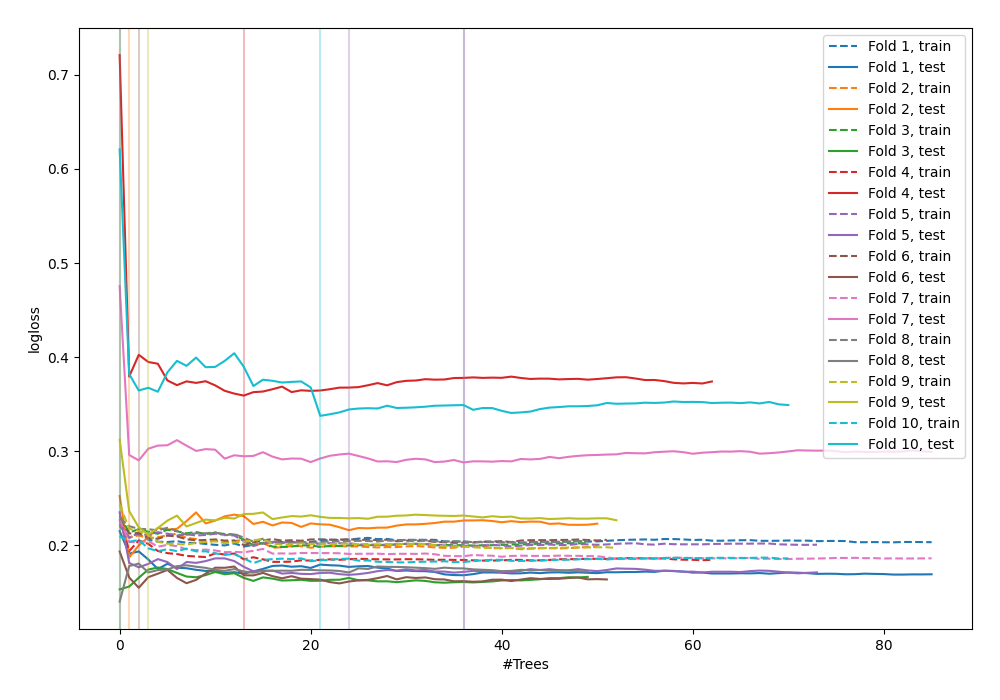 0.7
0.6
0.5
0.4
0.3
0.2
logloss
0
20
40
60
80
#Trees
Fold 1, train
Fold 1, test
Fold 2, train
Fold 2, test
Fold 3, train
Fold 3, test
Fold 4, train
Fold 4, test
Fold 5, train
Fold 5, test
Fold 6, train
Fold 6, test
Fold 7, train
Fold 7, test
Fold 8, train
Fold 8, test
Fold 9, train
Fold 9, test
Fold 10, train
Fold 10, test